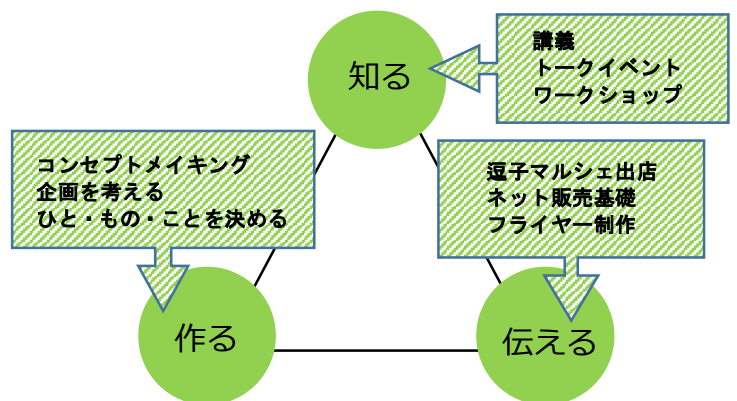 知る
講義
トークイベント
ワークショップ
コンセプトメイキング
企画を考える
ひと・もの・ことを決める
逗子マルシェ出店
ネット販売基礎
フライヤー制作
作る
伝える